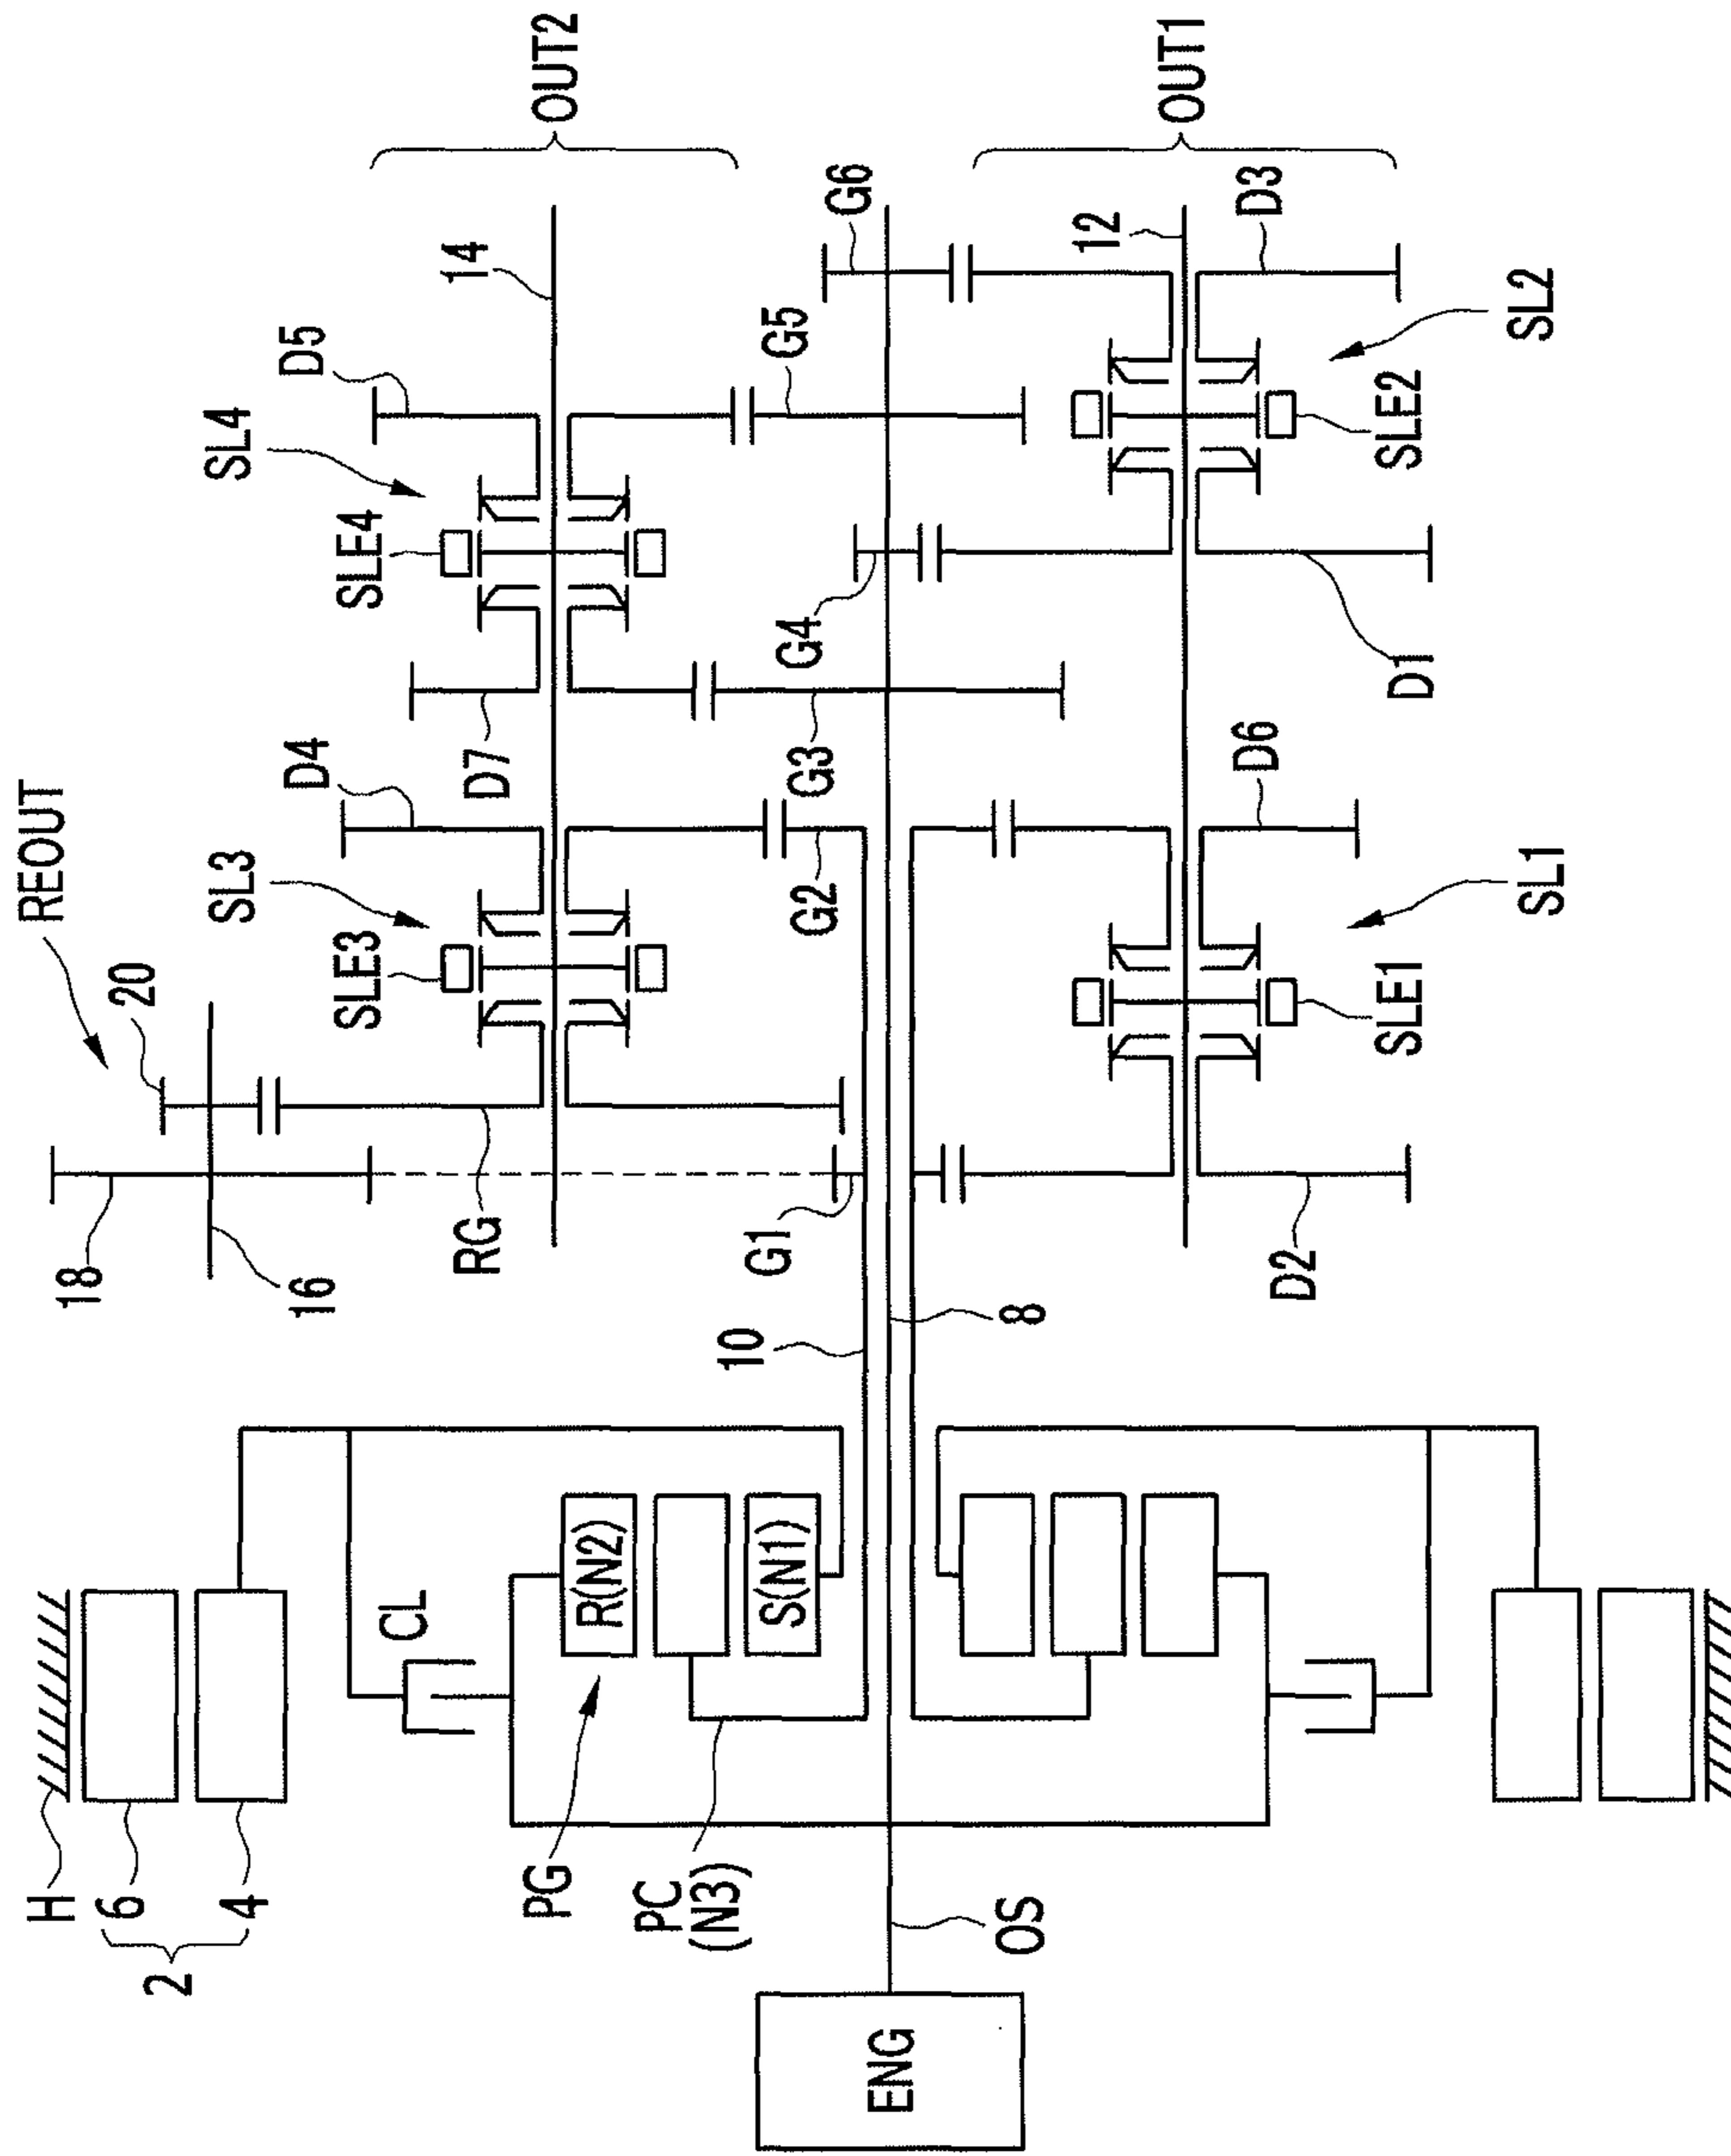 REOUT
OUT2
OUT1
20
18
16
RG
SL3
SLE3
D4
D7
SL4
SLE4
D5
14
G6
G5
G4
G3
G2
G1
10
8
12
D3
SL2
SLE2
D1
D6
SL1
SLE1
D2
H
6
4
2
CL
R(N2)
S(N1)
PG
PC
(N3)
OS
ENG